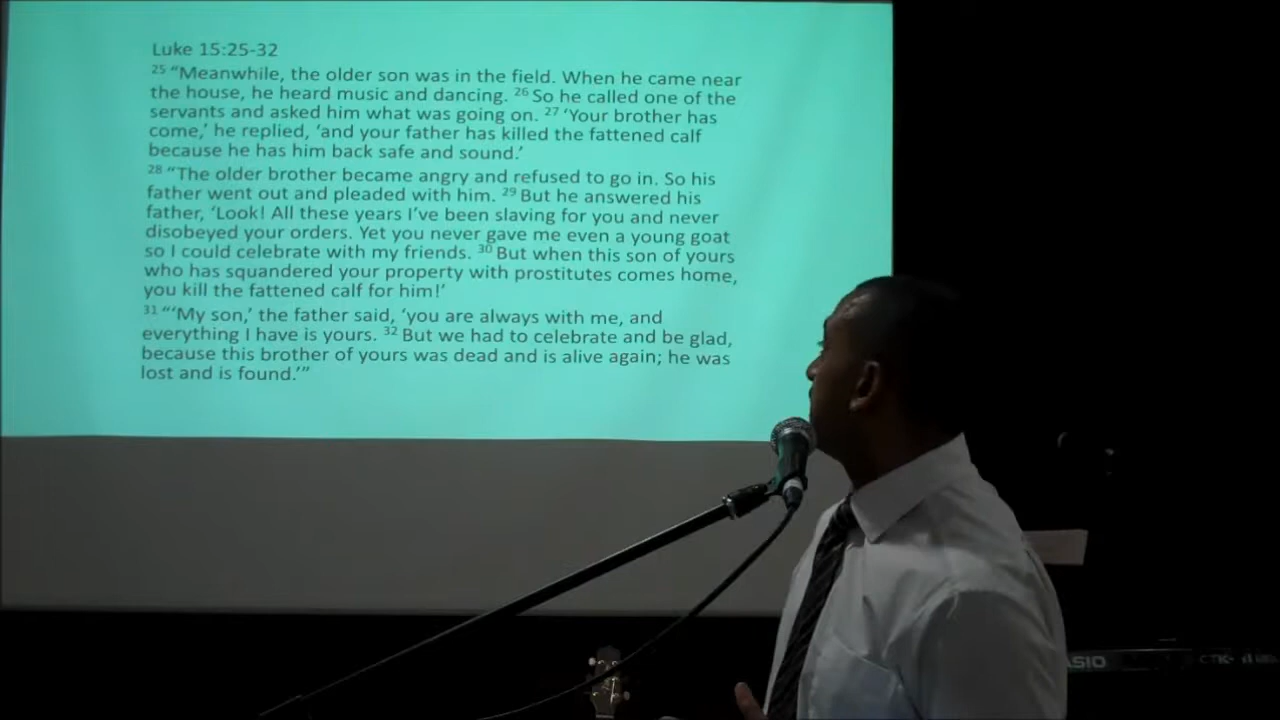 Luke 15:25-32
25 “Meanwhile, the older son was in the field. When he came near
the house, he heard music and dancing. 26 So he called one of the
servants and asked him what was going on. 27 ‘Your brother has
come,’ he replied, ‘and your father has killed the fattened calf
because he has him back safe and sound.’
28 “The older brother became angry and refused to go in. So his
father went out and pleaded with him. 29 But he answered his
father, ‘Look! All these years I’ve been slaving for you and never
disobeyed your orders. Yet you never gave me even a young goat
so I could celebrate with my friends. 30 But when this son of yours
who has squandered your property with prostitutes comes home,
you kill the fattened calf for him!’
31 “‘My son,’ the father said, ‘you are always with me, and
everything I have is yours. 32 But we had to celebrate and be glad,
because this brother of yours was dead and is alive again; he was
lost and is found.’”
ASIO CTK-